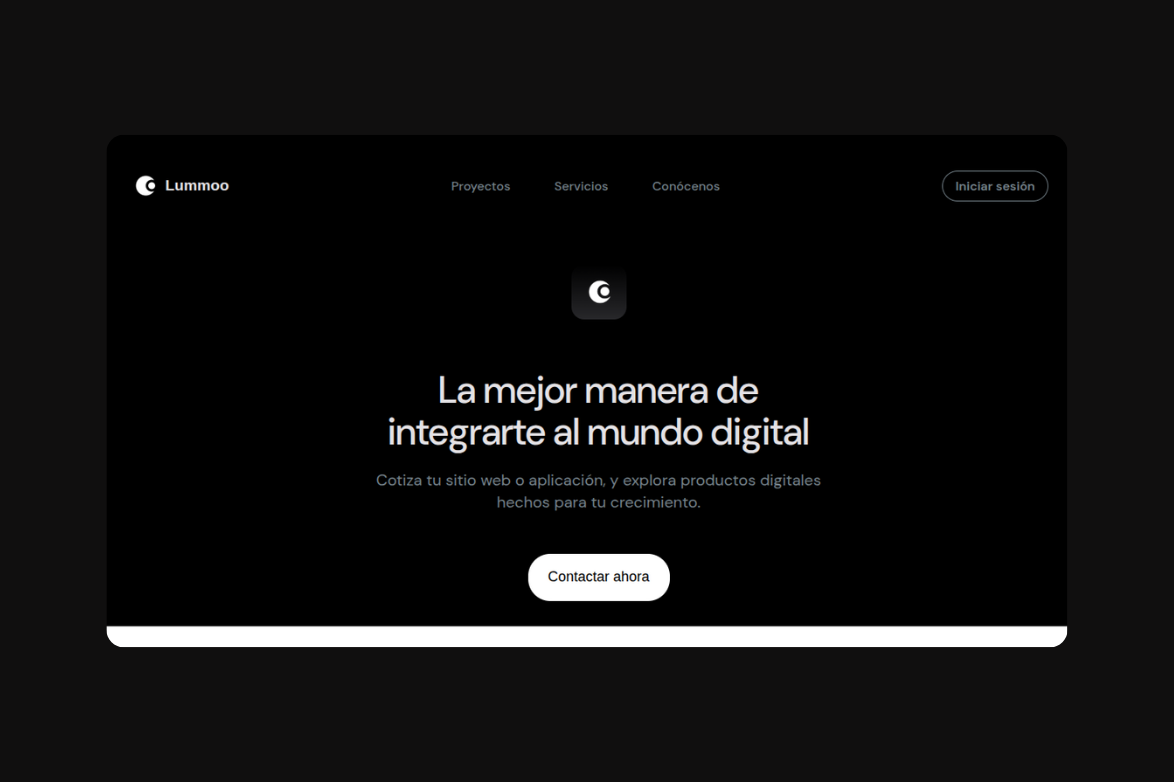 Lummoo
Proyectos
Servicios
Conócenos
Iniciar sesión
La mejor manera de
integrarte al mundo digital
Cotiza tu sitio web o aplicación, y explora productos digitales
hechos para tu crecimiento.
Contactar ahora